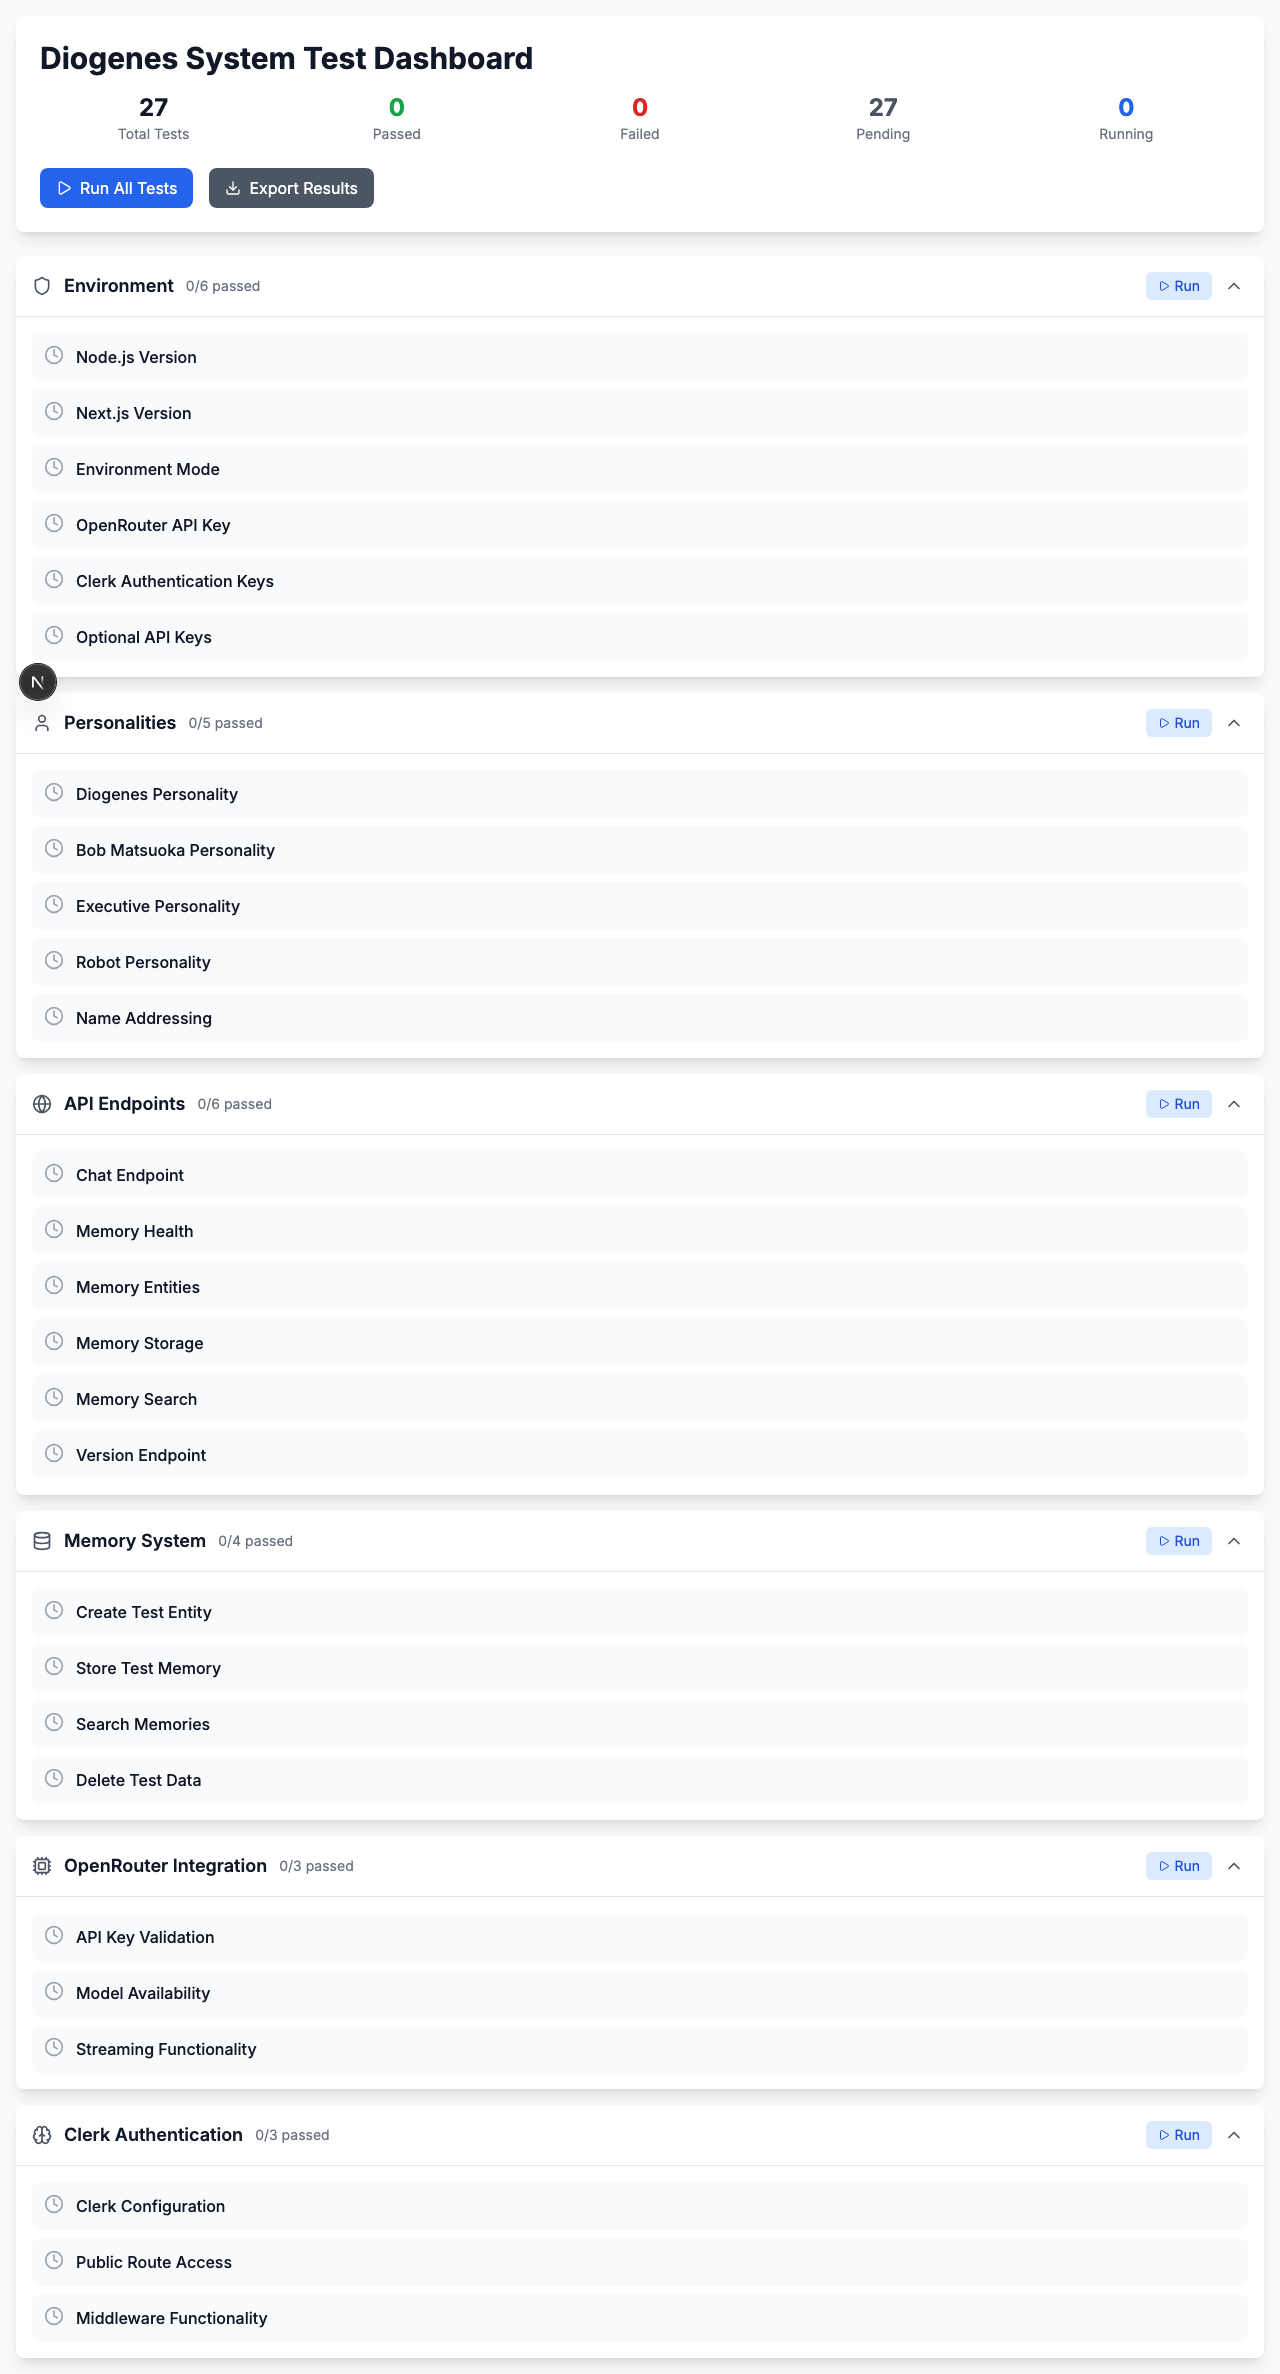 Diogenes System Test Dashboard
27 0 0 27 0
Total Tests Passed Failed Pending Running
Run All Tests Export Results
Environment 0/6 passed Run
Node.js Version
Next.js Version
Environment Mode
OpenRouter API Key
Clerk Authentication Keys
Optional API Keys
N
Personalities 0/5 passed Run
Diogenes Personality
Bob Matsuoka Personality
Executive Personality
Robot Personality
Name Addressing
API Endpoints 0/6 passed Run
Chat Endpoint
Memory Health
Memory Entities
Memory Storage
Memory Search
Version Endpoint
Memory System 0/4 passed Run
Create Test Entity
Store Test Memory
Search Memories
Delete Test Data
OpenRouter Integration 0/3 passed Run
API Key Validation
Model Availability
Streaming Functionality
Clerk Authentication 0/3 passed Run
Clerk Configuration
Public Route Access
Middleware Functionality